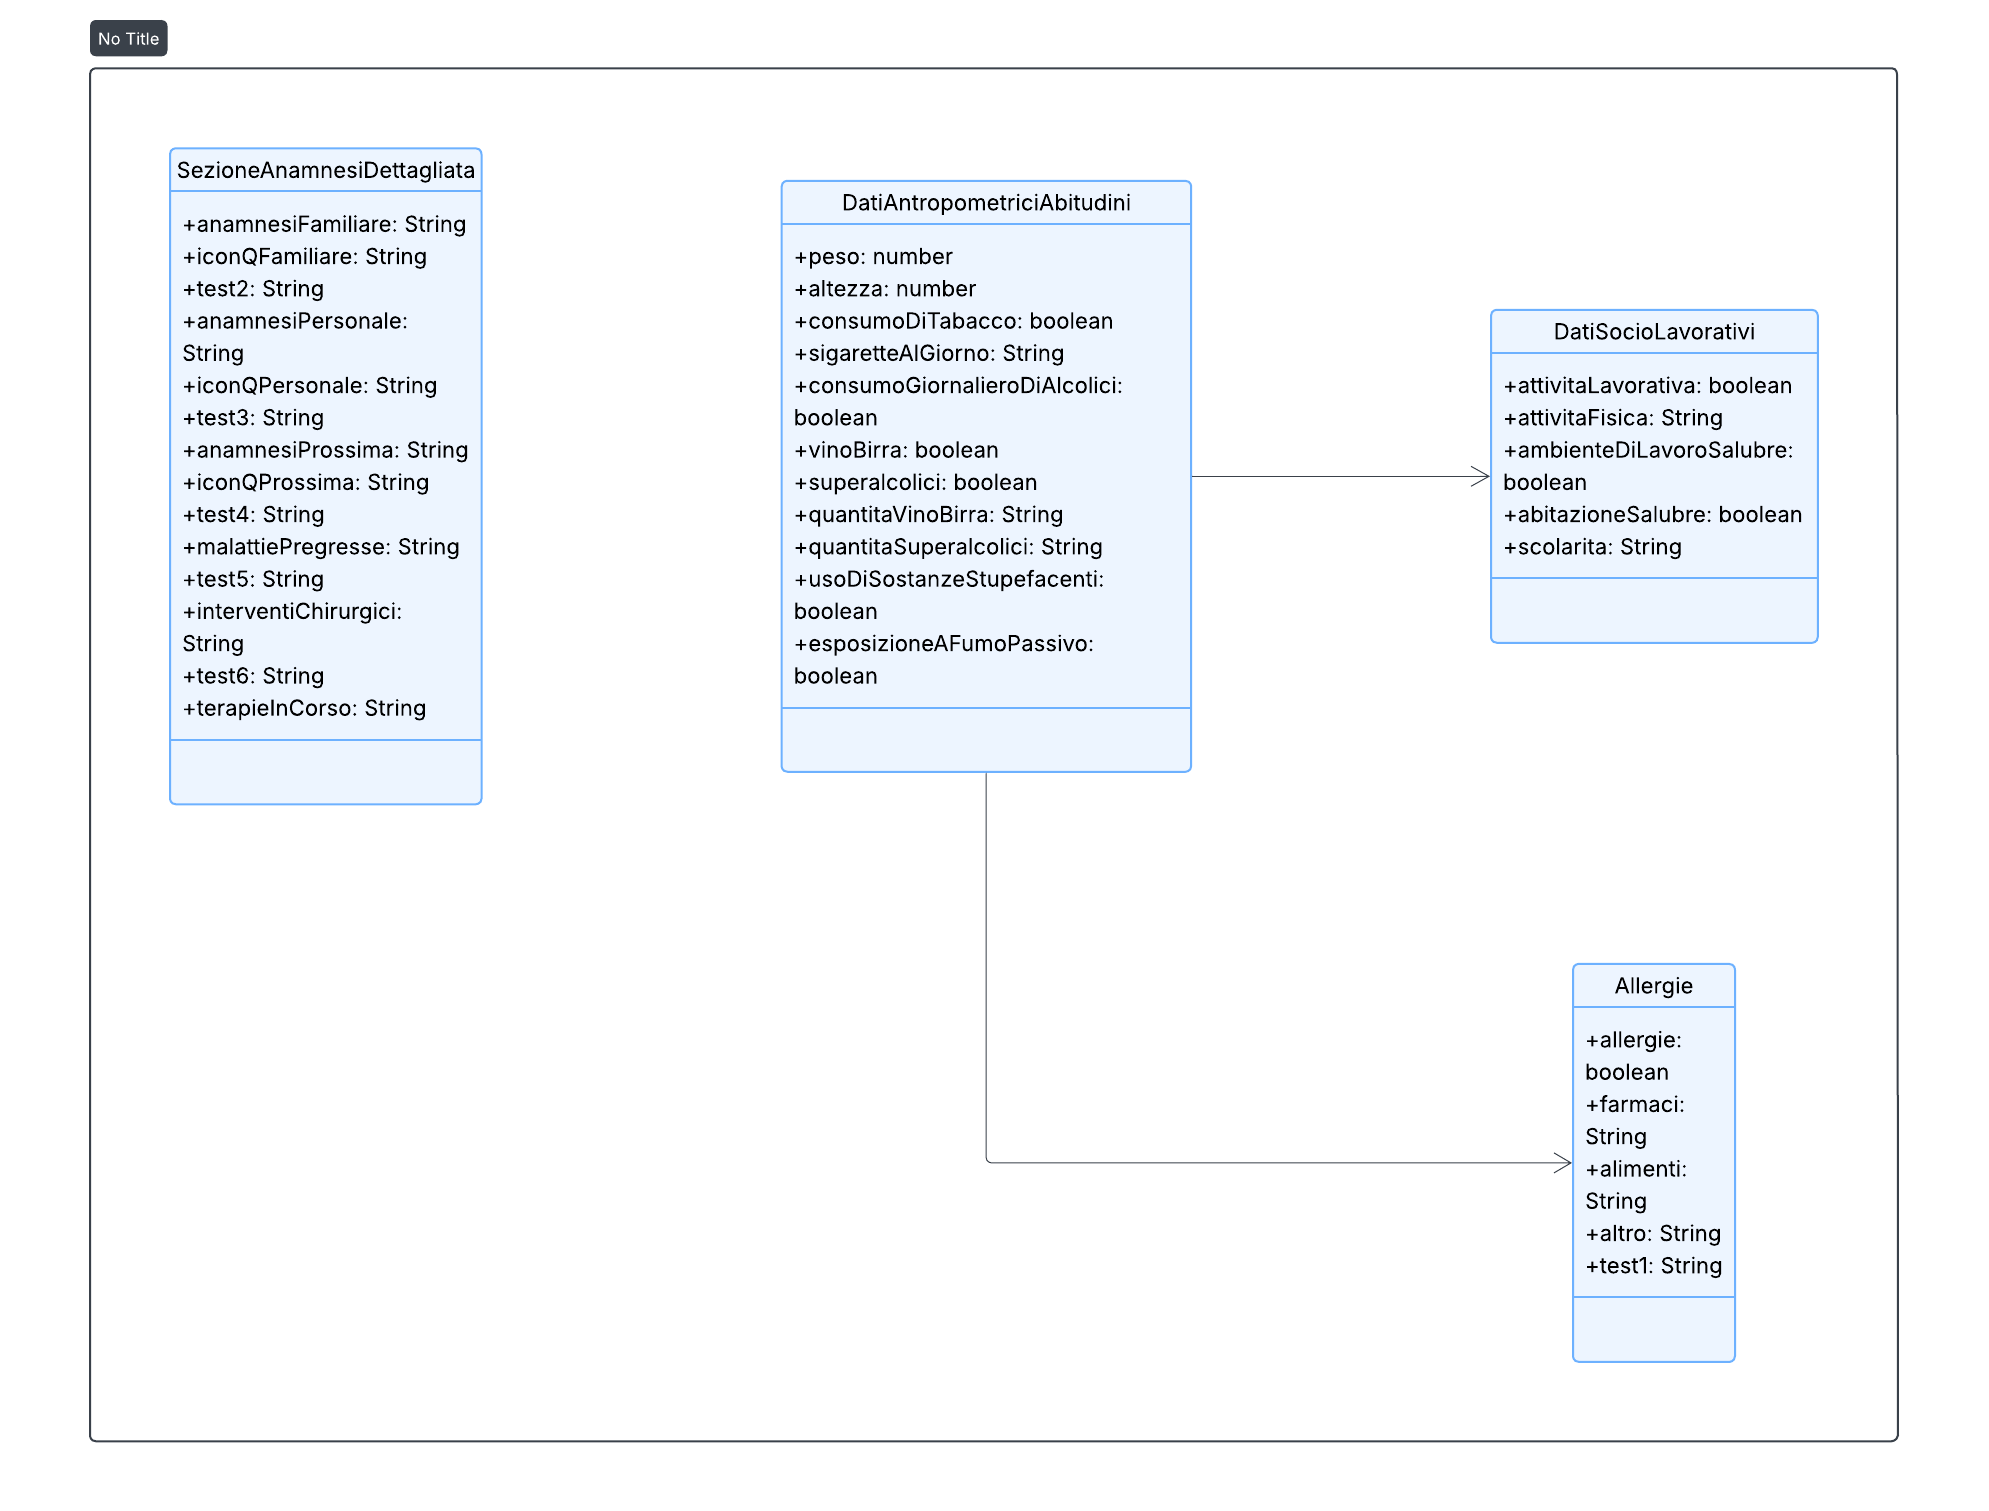 No Title
SezioneAnamnesiDettagliata
+anamnesiFamiliare: String
+iconQFamiliare: String
+test2: String
+anamnesiPersonale:
String
+iconQPersonale: String
+test3: String
+anamnesiProssima: String
+iconQProssima: String
+test4: String
+malattiePregresse: String
+test5: String
+interventiChirurgici:
String
+test6: String
+terapieInCorso: String
DatiAntropometriciAbitudini
+peso: number
+altezza: number
+consumoDiTabacco: boolean
+sigaretteAlGiorno: String
+consumoGiornalieroDiAlcolici:
boolean
+vinoBirra: boolean
+superalcolici: boolean
+quantitaVinoBirra: String
+quantitaSuperalcolici: String
+usoDiSostanzeStupefacenti:
boolean
+esposizioneAFumoPassivo:
boolean
DatiSocioLavorativi
+attivitaLavorativa: boolean
+attivitaFisica: String
+ambienteDiLavoroSalubre:
boolean
+abitazioneSalubre: boolean
+scolarita: String
Allergie
+allergie:
boolean
+farmaci:
String
+alimenti:
String
+altro: String
+test1: String